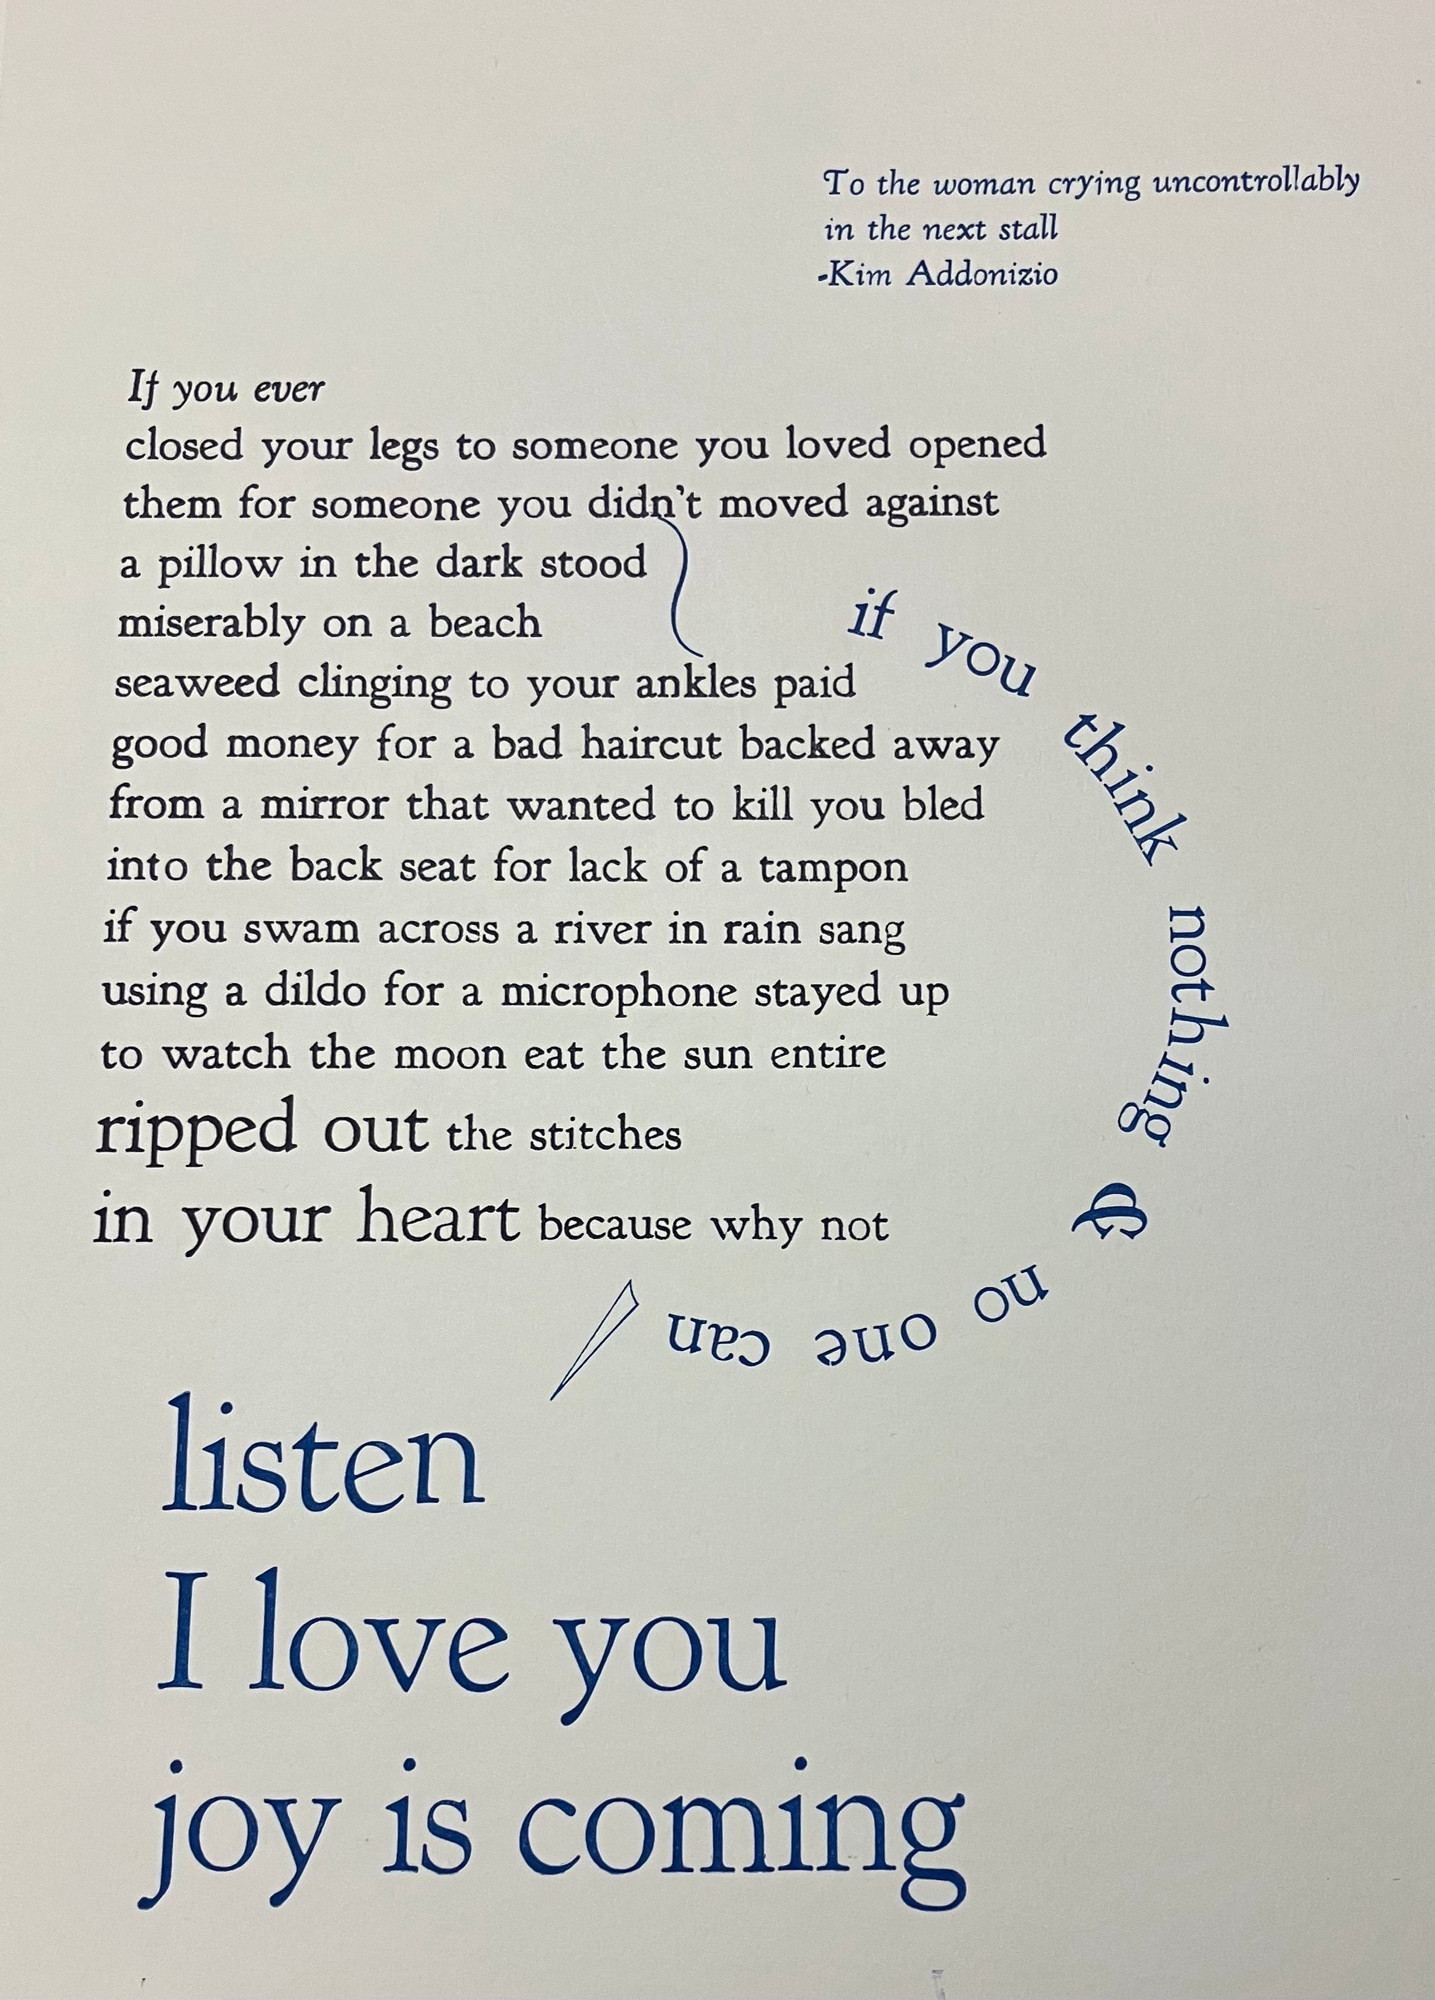 To the woman crying uncontrollably
in the next stall
-Kim Addonizio
If you ever
closed your legs to someone you loved opened
them for someone you didn't moved against
a pillow in the dark stood
miserably on a beach
seaweed clinging to your ankles paid
good money for a bad haircut backed away
from a mirror that wanted to kill you bled
into the back seat for lack of a tampon
if you swam across a river in rain sang
using a dildo for a microphone stayed up
to watch the moon eat the sun entire
ripped out the stitches
in your heart because why not
if you think nothing & no one can
listen
I love you
joy is coming